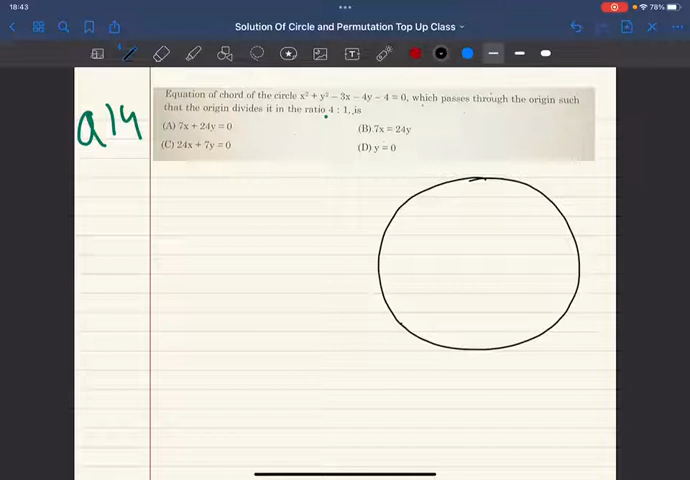 18:43
78%
Solution Of Circle and Permutation Top Up Class
Q14
Equation of chord of the circle x² + y² − 3x − 4y − 4 = 0, which passes through the origin such
that the origin divides it in the ratio 4 : 1, is
(A) 7x + 24y = 0
(B) 7x = 24y
(C) 24x + 7y = 0
(D) y = 0